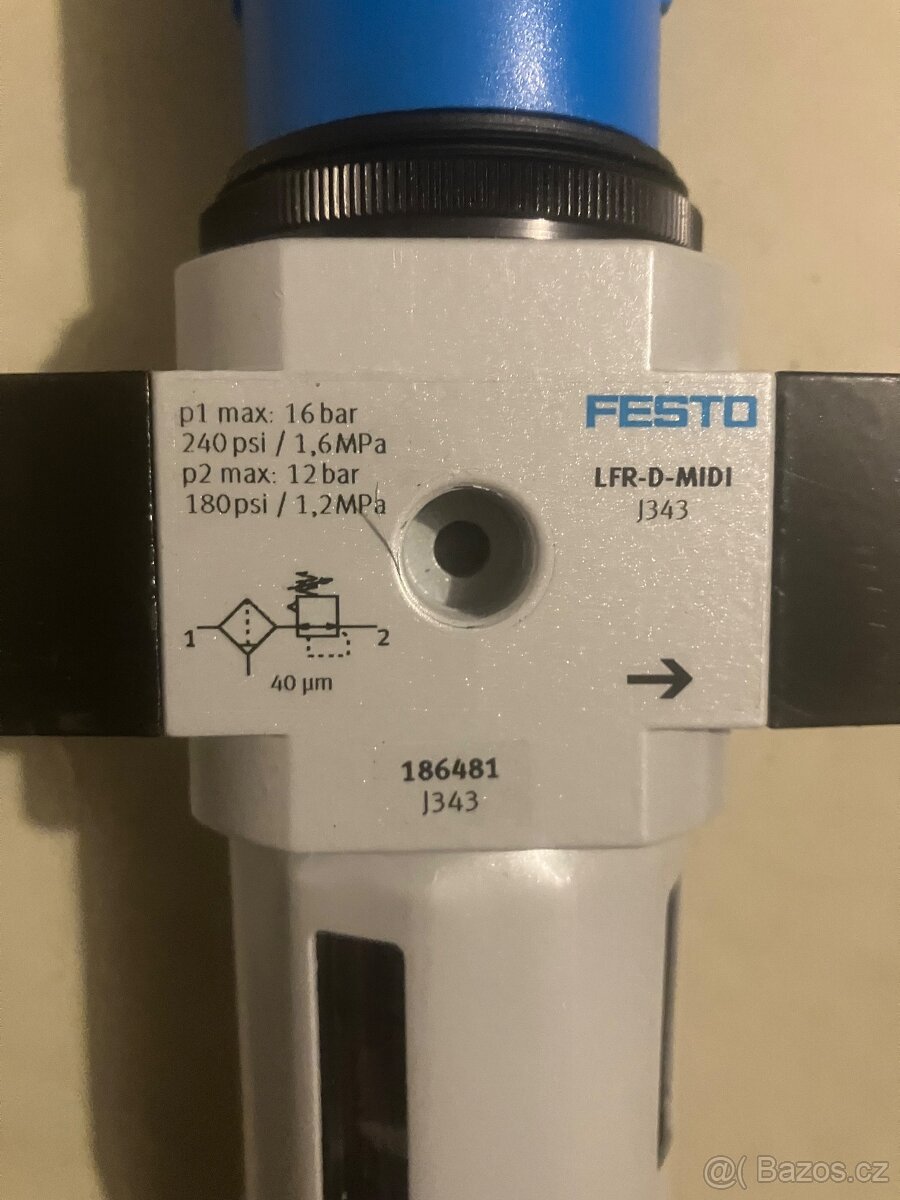 p1 max: 16 bar
240 psi / 1,6 MPa
p2 max: 12 bar
180 psi / 1,2 MPa
FESTO
LFR-D-MIDI
J343
1
2
40 µm
186481
J343
@( Bazos.cz